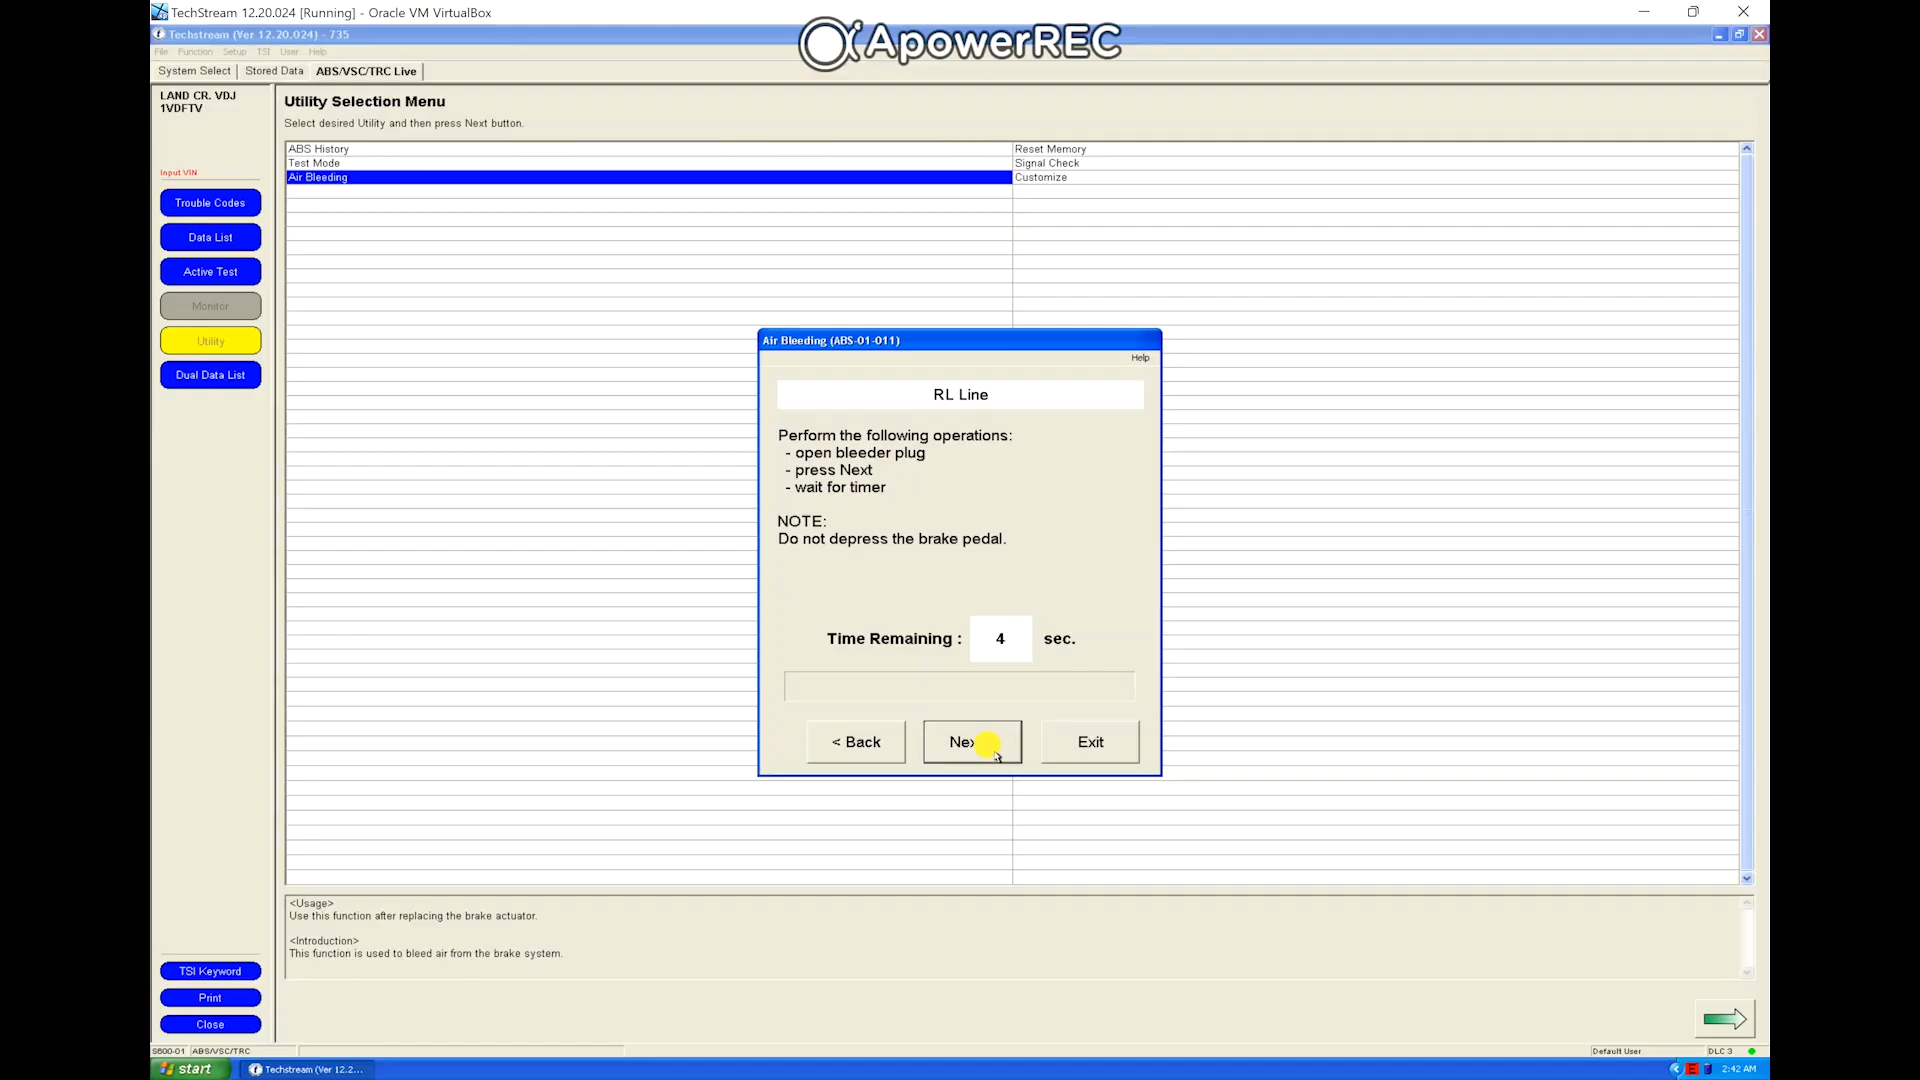 TechStream 12.20.024 [Running] - Oracle VM VirtualBox
Techstream (Ver 12.20.024) - 735
ApowerREC
File Function Setup TSI User Help
System Select Stored Data ABS/VSC/TRC Live
LAND CR. VDJ
1VDFTV
Input VIN
Trouble Codes
Data List
Active Test
Monitor
Utility
Dual Data List
TSI Keyword
Print
Close
Utility Selection Menu
Select desired Utility and then press Next button.
ABS History Reset Memory
Test Mode Signal Check
Air Bleeding Customize
Air Bleeding (ABS-01-011)
Help
RL Line
Perform the following operations:
- open bleeder plug
- press Next
- wait for timer
NOTE:
Do not depress the brake pedal.
Time Remaining : 4 sec.
< Back Exit
<Usage>
Use this function after replacing the brake actuator.
<Introduction>
This function is used to bleed air from the brake system.
S600-01 ABS/VSC/TRC Default User DLC 3
start Techstream (Ver 12.2... 2:42 AM